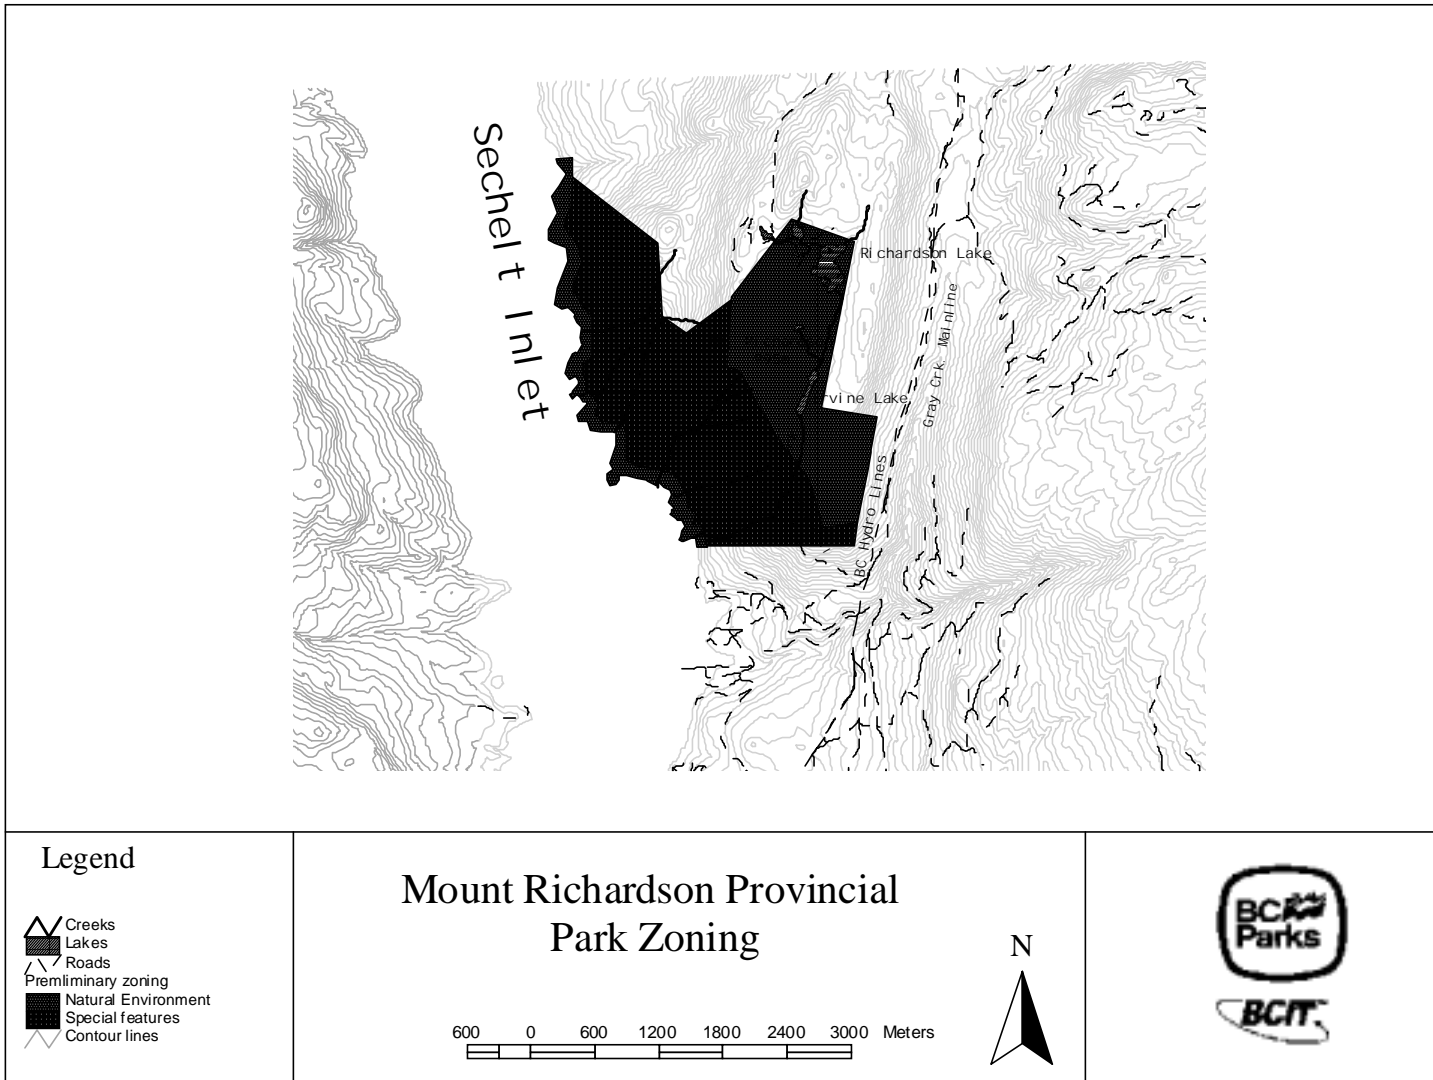 Sechelt Inlet
Richardson Lake
rvine Lake
Gray Crk. Mainline
BC Hydro Lines
Legend
Creeks
Lakes
Roads
Premliminary zoning
Natural Environment
Special features
Contour lines
Mount Richardson Provincial
Park Zoning
N
600 0 600 1200 1800 2400 3000 Meters
BC
Parks
BCIT